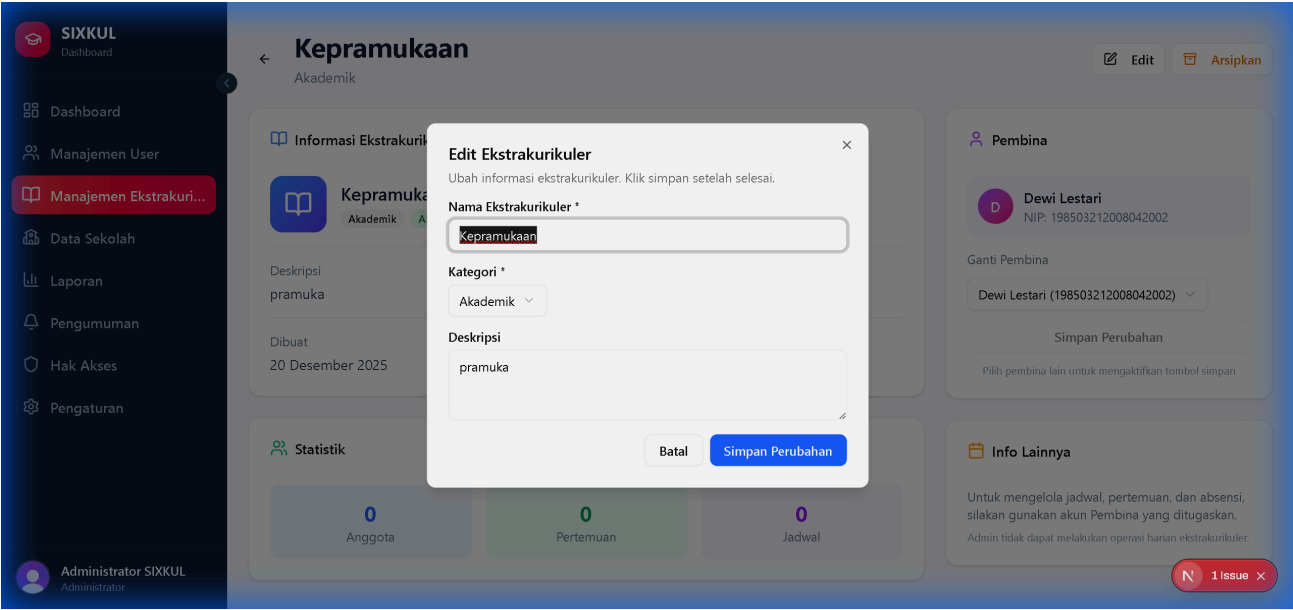 SIXKUL
Dashboard
Dashboard
Manajemen User
Manajemen Ekstrakuri...
Data Sekolah
Laporan
Pengumuman
Hak Akses
Pengaturan
Administrator SIXKUL
Administrator
Kepramukaan
Akademik
Edit
Arsipkan
Informasi Ekstrakurik
Kepramuka
Akademik A
Deskripsi
pramuka
Dibuat
20 Desember 2025
Edit Ekstrakurikuler
Ubah informasi ekstrakurikuler. Klik simpan setelah selesai.
Nama Ekstrakurikuler *
Kepramukaan
Kategori *
Akademik
Deskripsi
pramuka
Batal
Simpan Perubahan
Pembina
D
Dewi Lestari
NIP: 198503212008042002
Ganti Pembina
Dewi Lestari (198503212008042002)
Simpan Perubahan
Pilih pembina lain untuk mengaktifkan tombol simpan
Statistik
0
Anggota
0
Pertemuan
0
Jadwal
Info Lainnya
Untuk mengelola jadwal, pertemuan, dan absensi,
silakan gunakan akun Pembina yang ditugaskan.
Admin tidak dapat melakukan operasi harian ekstrakurikuler.
N
1 Issue